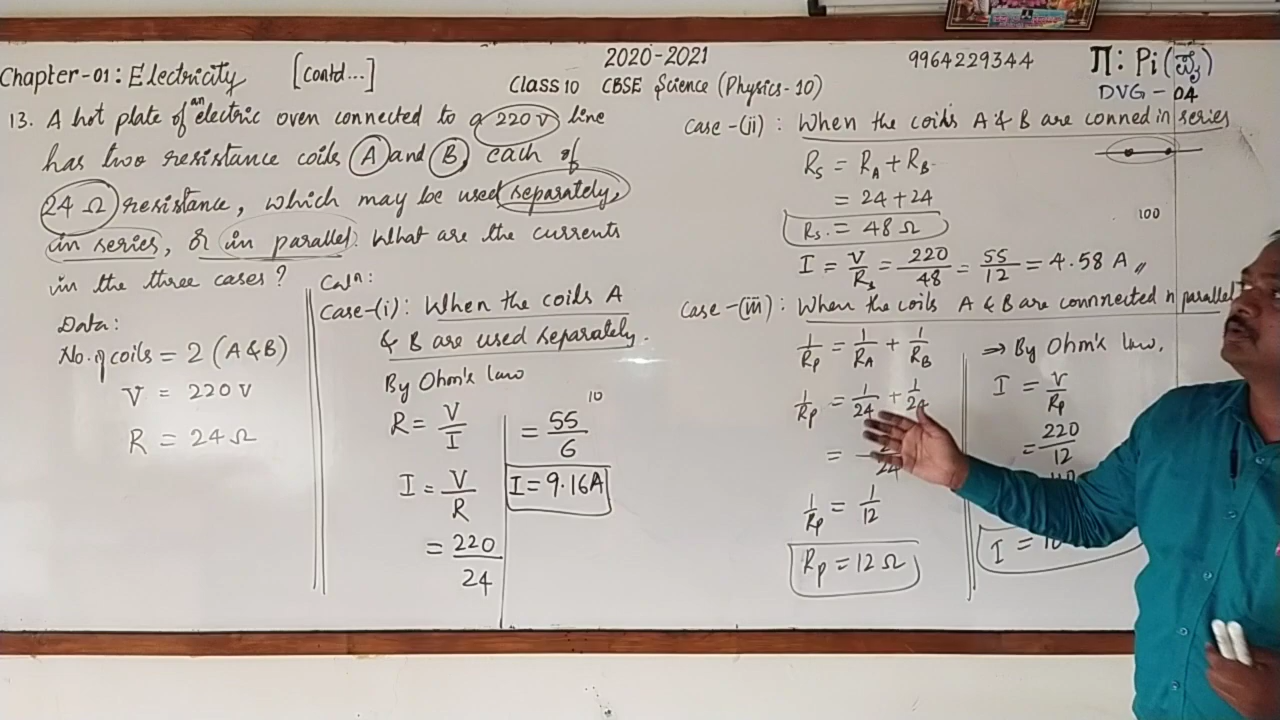 2020-2021
Chapter-01: Electricity [contd...]
Class 10 CBSE Science (Physics-10)
9964229344
Π: Pi (ಪೈ)
DVG-04
13. A hot plate of an electric oven connected to a 220 V line
has two resistance coils A and B, each of
24 Ω resistance, which may be used separately,
in series, or in parallel. What are the currents
in the three cases?
Data:
No. of coils = 2 (A & B)
V = 220 V
R = 24 Ω
Caln:
Case-(i): When the coils A
& B are used separately.
By Ohm's law
R = V/I
I = V/R
= 220/24
10
= 55/6
I = 9.16A
Case-(ii): When the coils A & B are conned in series
Rs = RA + RB
= 24 + 24
Rs. = 48 Ω
100
I = V/Rs = 220/48 = 55/12 = 4.58 A
Case-(iii): When the coils A & B are connnected n parallel
1/Rp = 1/RA + 1/RB
1/Rp = 1/24 + 1/24
=
24
1/Rp = 1/12
Rp = 12 Ω
⇒ By Ohm's law,
I = V/Rp
= 220/12
I =